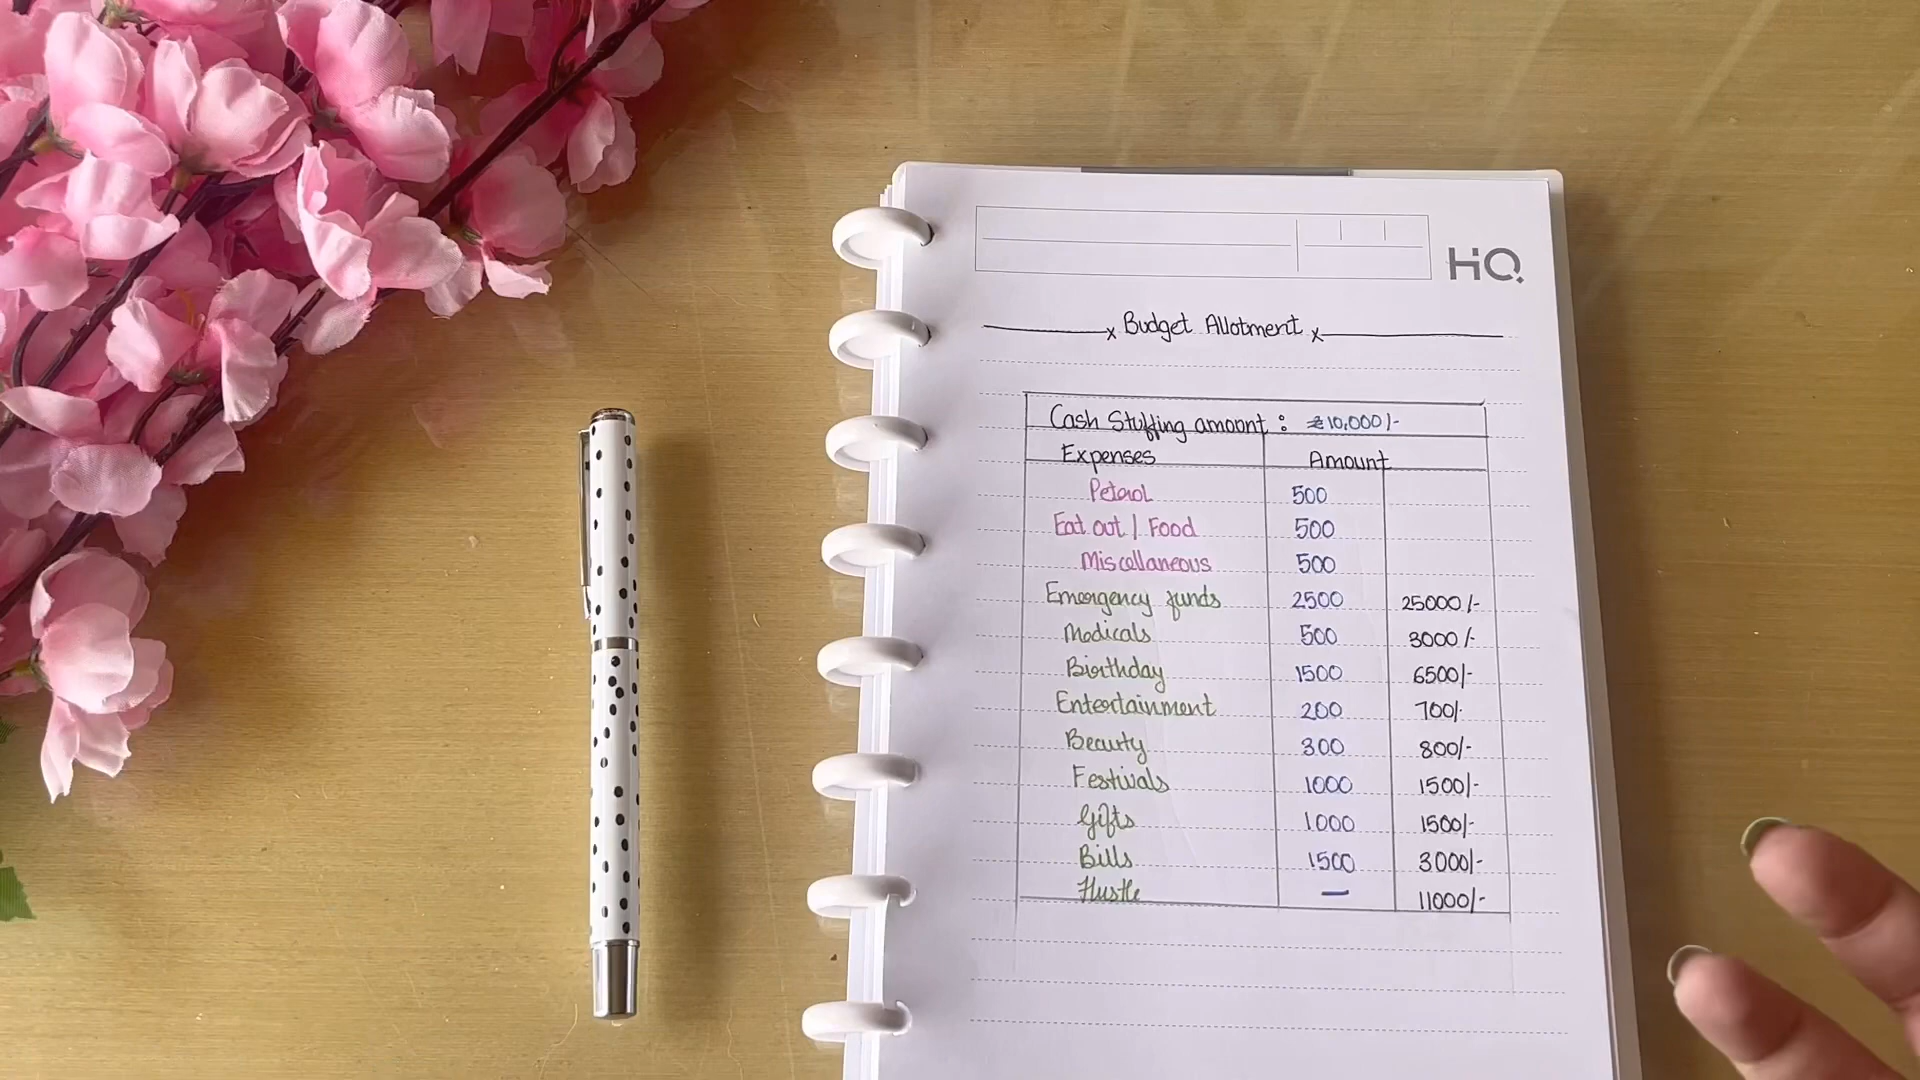 HQ
x Budget Allotment x
Cash Stuffing amount : ₹10,000/-
Expenses Amount
Petrol 500
Eat out / Food 500
Miscellaneous 500
Emergency funds 2500 25000/-
Medicals 500 3000/-
Birthday 1500 6500/-
Entertainment 200 700/-
Beauty 300 800/-
Festivals 1000 1500/-
Gifts 1000 1500/-
Bills 1500 3000/-
Hustle — 11000/-